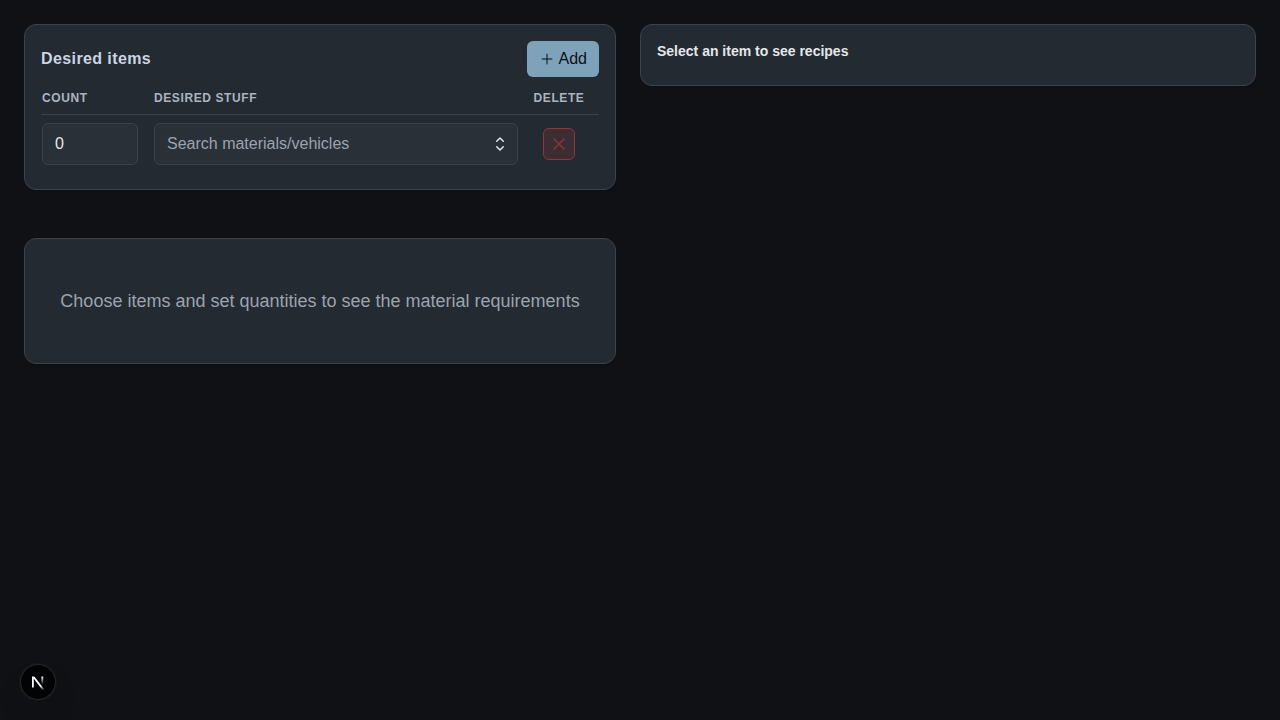 Desired items
Add
COUNT DESIRED STUFF DELETE
0 Search materials/vehicles
Choose items and set quantities to see the material requirements
Select an item to see recipes
N